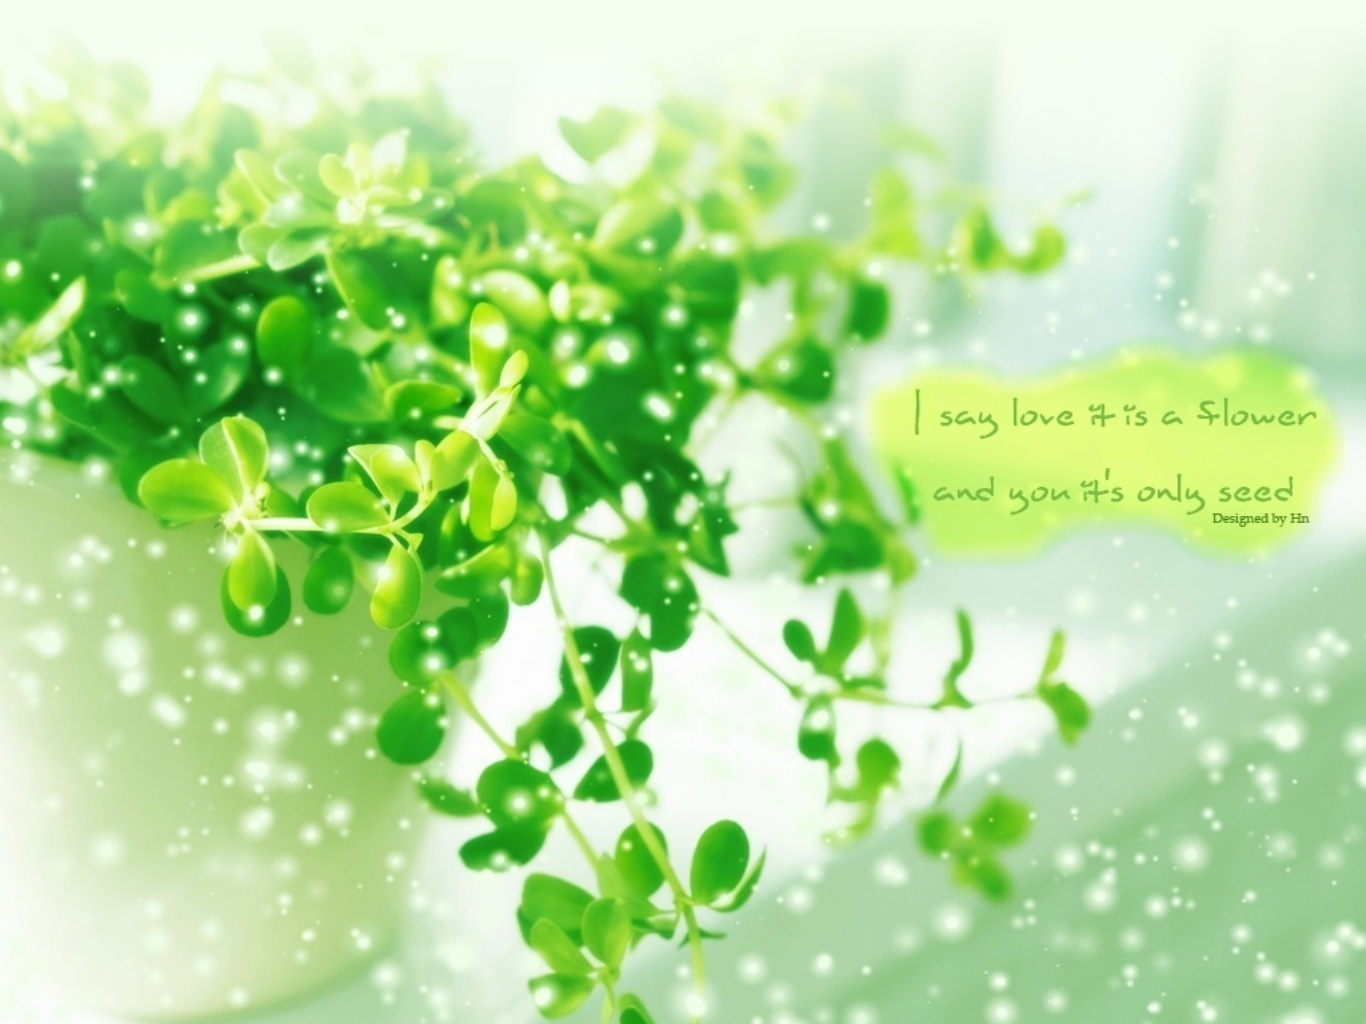 I say love it is a flower
and you it's only seed
Designed by Hn